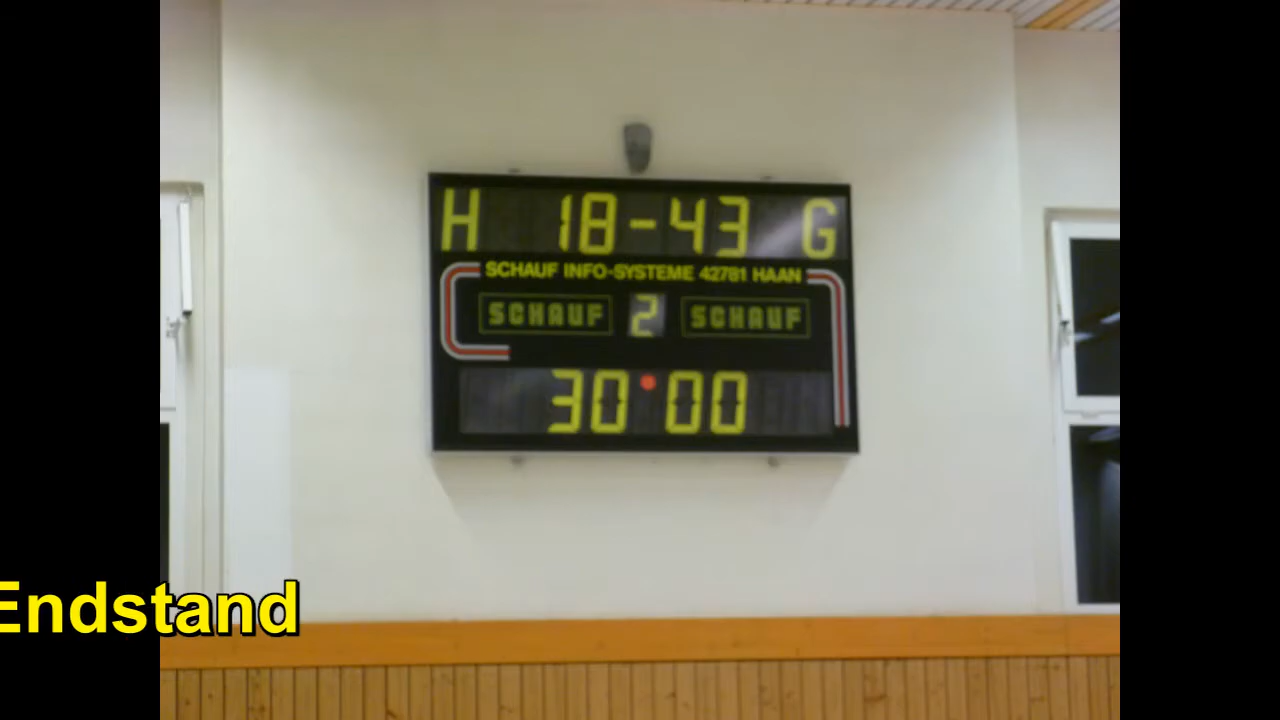 H 18-43 G
SCHAUF INFO-SYSTEME 42781 HAAN
SCHAUF 2 SCHAUF
30:00
Endstand